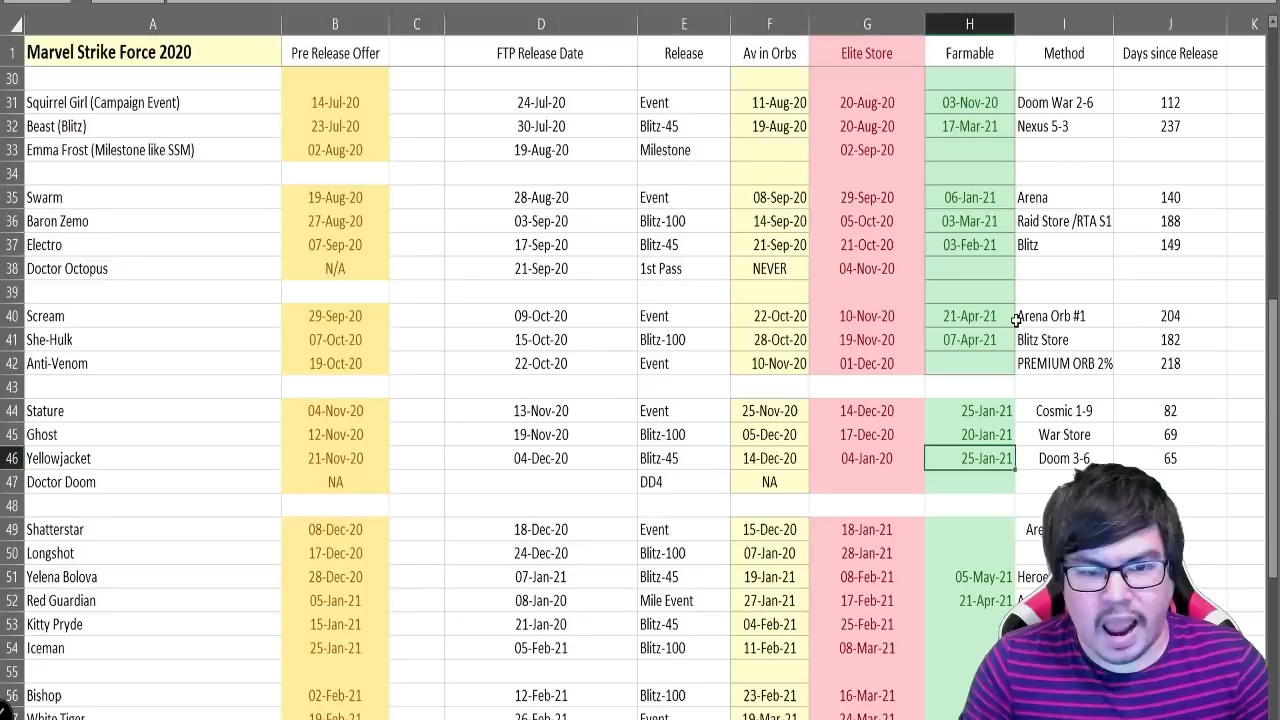 A B C D E F G H I J K
1 Marvel Strike Force 2020 Pre Release Offer FTP Release Date Release Av in Orbs Elite Store Farmable Method Days since Release
30
31 Squirrel Girl (Campaign Event) 14-Jul-20 24-Jul-20 Event 11-Aug-20 20-Aug-20 03-Nov-20 Doom War 2-6 112
32 Beast (Blitz) 23-Jul-20 30-Jul-20 Blitz-45 19-Aug-20 20-Aug-20 17-Mar-21 Nexus 5-3 237
33 Emma Frost (Milestone like SSM) 02-Aug-20 19-Aug-20 Milestone 02-Sep-20
34
35 Swarm 19-Aug-20 28-Aug-20 Event 08-Sep-20 29-Sep-20 06-Jan-21 Arena 140
36 Baron Zemo 27-Aug-20 03-Sep-20 Blitz-100 14-Sep-20 05-Oct-20 03-Mar-21 Raid Store /RTA S1 188
37 Electro 07-Sep-20 17-Sep-20 Blitz-45 21-Sep-20 21-Oct-20 03-Feb-21 Blitz 149
38 Doctor Octopus N/A 21-Sep-20 1st Pass NEVER 04-Nov-20
39
40 Scream 29-Sep-20 09-Oct-20 Event 22-Oct-20 10-Nov-20 21-Apr-21 Arena Orb #1 204
41 She-Hulk 07-Oct-20 15-Oct-20 Blitz-100 28-Oct-20 19-Nov-20 07-Apr-21 Blitz Store 182
42 Anti-Venom 19-Oct-20 22-Oct-20 Event 10-Nov-20 01-Dec-20 PREMIUM ORB 2% 218
43
44 Stature 04-Nov-20 13-Nov-20 Event 25-Nov-20 14-Dec-20 25-Jan-21 Cosmic 1-9 82
45 Ghost 12-Nov-20 19-Nov-20 Blitz-100 05-Dec-20 17-Dec-20 20-Jan-21 War Store 69
46 Yellowjacket 21-Nov-20 04-Dec-20 Blitz-45 14-Dec-20 04-Jan-20 25-Jan-21 Doom 3-6 65
47 Doctor Doom NA DD4 NA
48
49 Shatterstar 08-Dec-20 18-Dec-20 Event 15-Dec-20 18-Jan-21
50 Longshot 17-Dec-20 24-Dec-20 Blitz-100 07-Jan-20 28-Jan-21
51 Yelena Bolova 28-Dec-20 07-Jan-21 Blitz-45 19-Jan-21 08-Feb-21 05-May-21
52 Red Guardian 05-Jan-21 08-Jan-20 Mile Event 27-Jan-21 17-Feb-21 21-Apr-21
53 Kitty Pryde 15-Jan-21 21-Jan-20 Blitz-45 04-Feb-21 25-Feb-21
54 Iceman 25-Jan-21 05-Feb-21 Blitz-100 11-Feb-21 08-Mar-21
55
56 Bishop 02-Feb-21 12-Feb-21 Blitz-100 23-Feb-21 16-Mar-21
White Tiger 19-Feb-21 26-Feb-21 Event 19-Mar-21 24-Mar-21